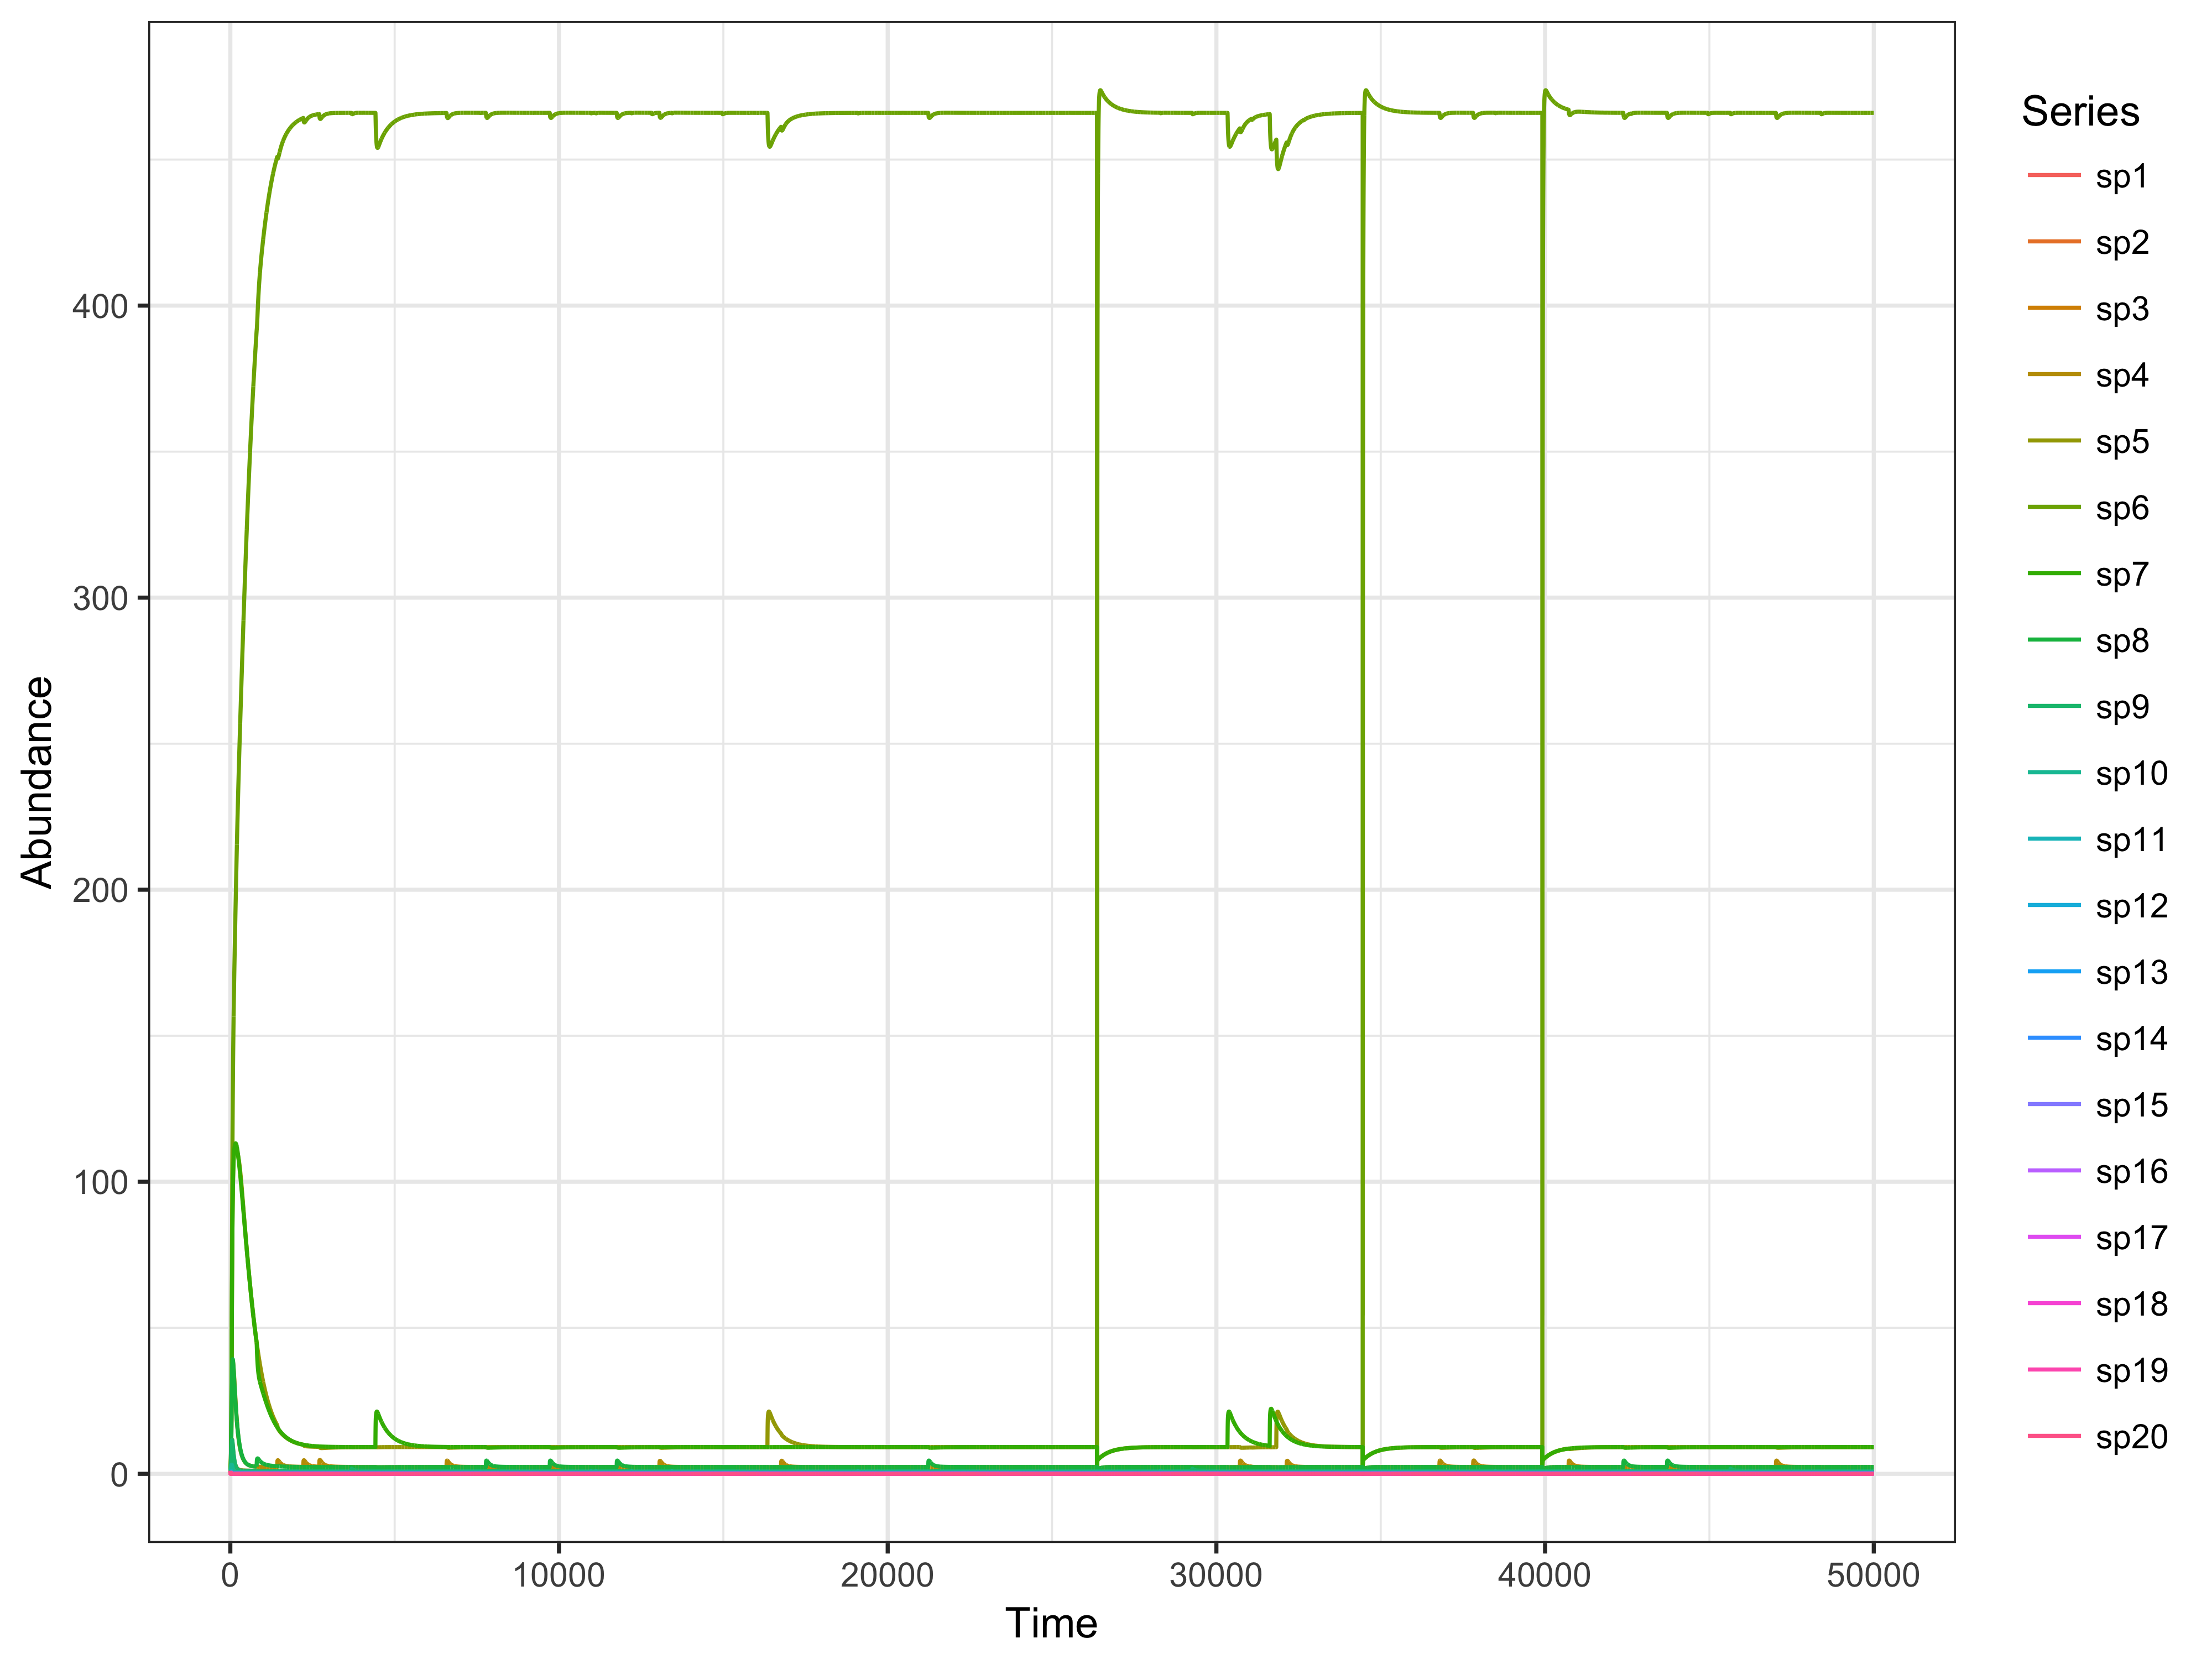 400
300
200
100
0
Abundance
0 10000 20000 30000 40000 50000
Time
Series
sp1
sp2
sp3
sp4
sp5
sp6
sp7
sp8
sp9
sp10
sp11
sp12
sp13
sp14
sp15
sp16
sp17
sp18
sp19
sp20